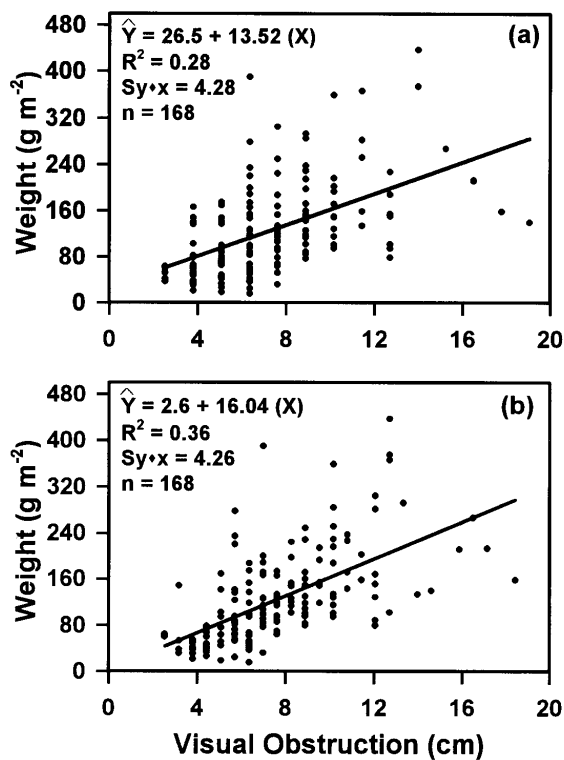 (a)
Ŷ = 26.5 + 13.52 (X)
R² = 0.28
Sy•x = 4.28
n = 168
Weight (g m⁻²)
480
400
320
240
160
80
0
0 4 8 12 16 20
(b)
Ŷ = 2.6 + 16.04 (X)
R² = 0.36
Sy•x = 4.26
n = 168
Weight (g m⁻²)
480
400
320
240
160
80
0
0 4 8 12 16 20
Visual Obstruction (cm)